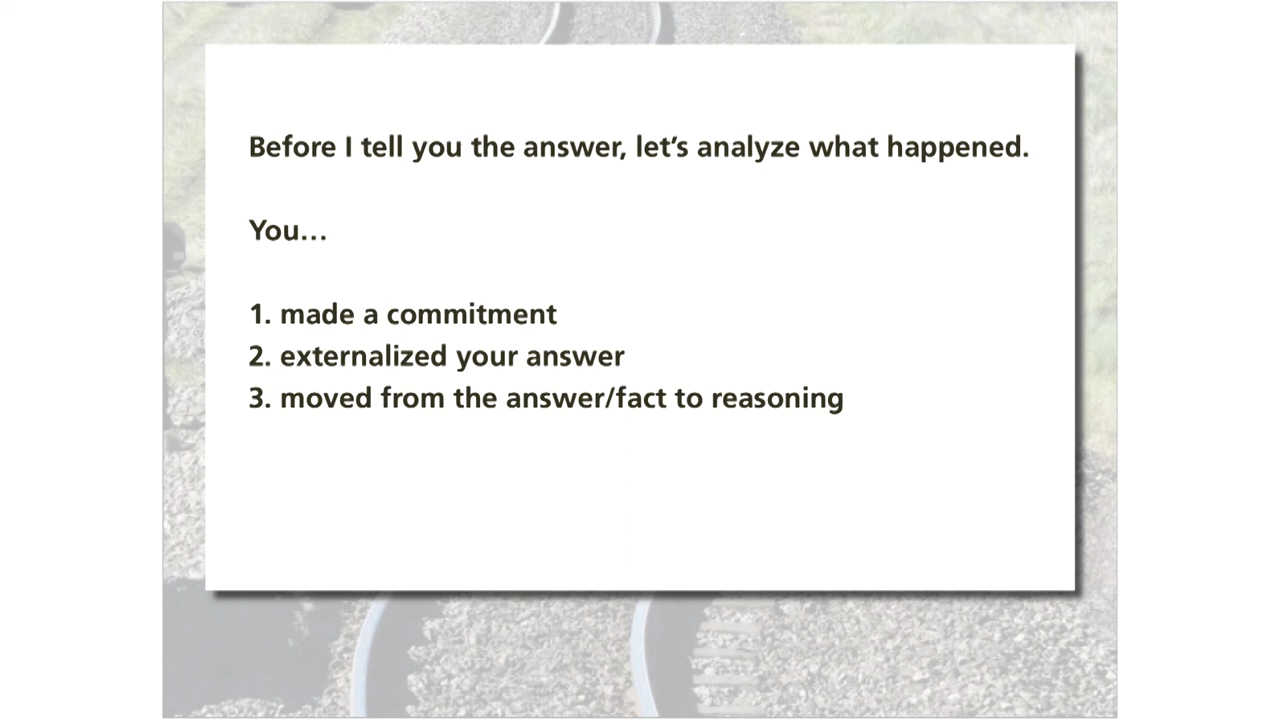 Before I tell you the answer, let’s analyze what happened.
You…
1. made a commitment
2. externalized your answer
3. moved from the answer/fact to reasoning